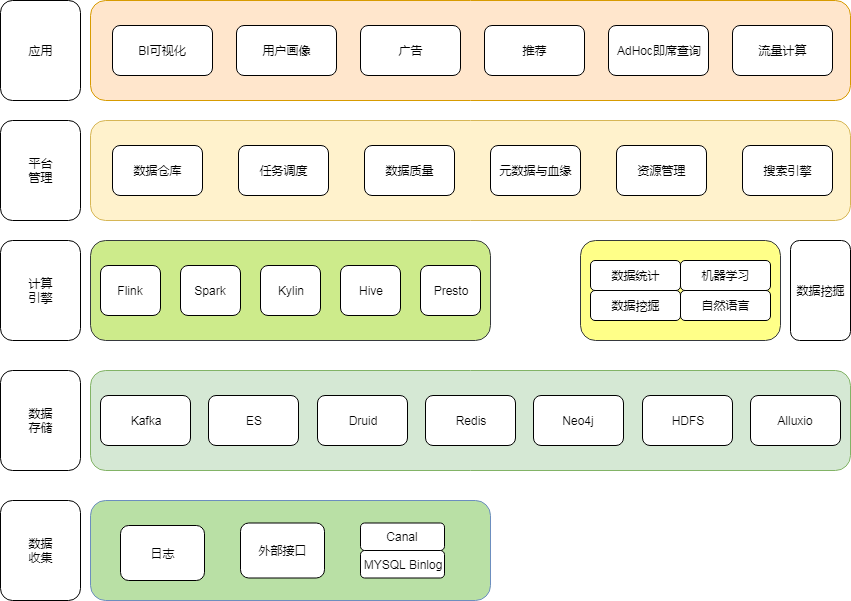 应用
BI可视化
用户画像
广告
推荐
AdHoc即席查询
流量计算
平台
管理
数据仓库
任务调度
数据质量
元数据与血缘
资源管理
搜索引擎
计算
引擎
Flink
Spark
Kylin
Hive
Presto
数据统计
机器学习
数据挖掘
自然语言
数据挖掘
数据
存储
Kafka
ES
Druid
Redis
Neo4j
HDFS
Alluxio
数据
收集
日志
外部接口
Canal
MYSQL Binlog